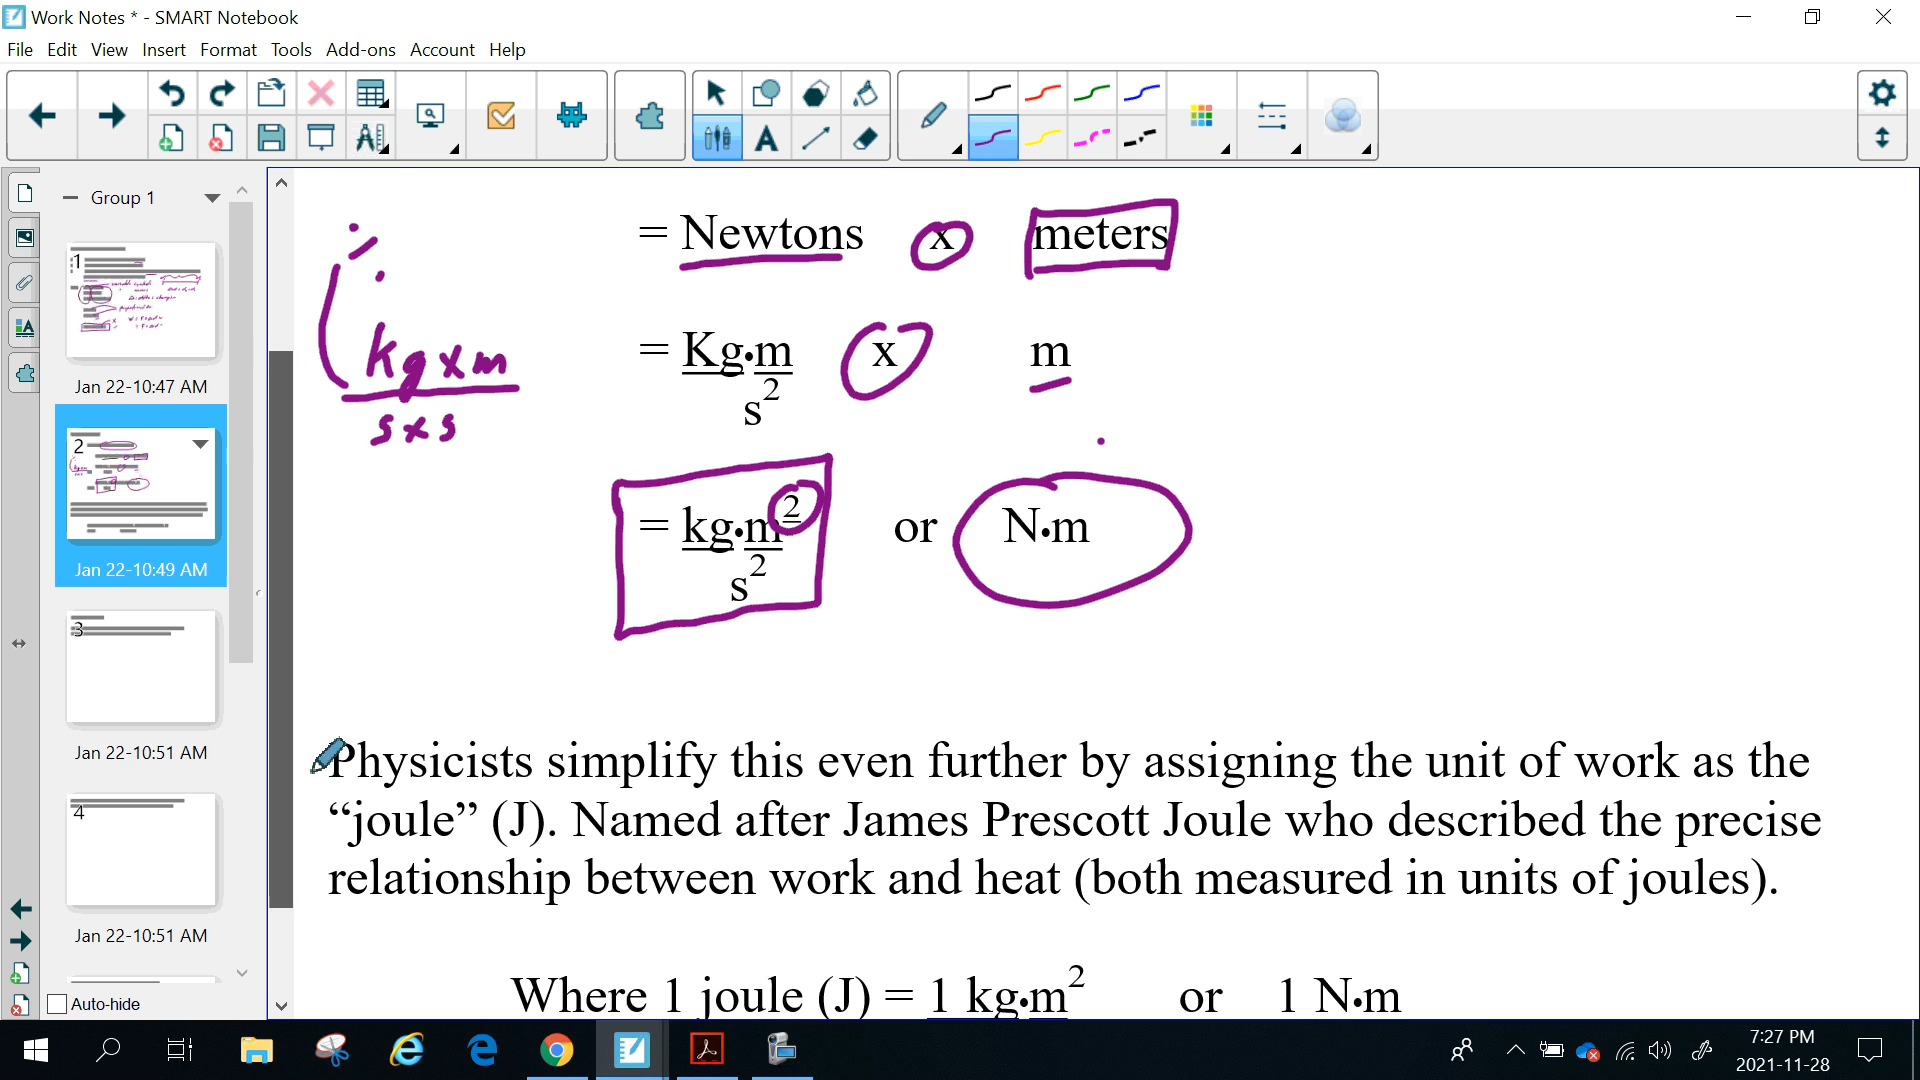 Work Notes * - SMART Notebook
File Edit View Insert Format Tools Add-ons Account Help
Group 1
1
Jan 22-10:47 AM
2
Jan 22-10:49 AM
3
Jan 22-10:51 AM
4
Jan 22-10:51 AM
Auto-hide
= Newtons x meters
= Kg•m x m
s²
kg x m
s x s
= kg•m² or N•m
s²
Physicists simplify this even further by assigning the unit of work as the
“joule” (J). Named after James Prescott Joule who described the precise
relationship between work and heat (both measured in units of joules).
Where 1 joule (J) = 1 kg•m² or 1 N•m
7:27 PM
2021-11-28